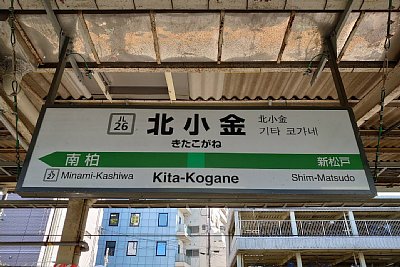 JL
26
北小金
北小金
기타 코가네
きたこがね
南柏
新松戸
JL
27
Minami-Kashiwa
Kita-Kogane
Shim-Matsudo